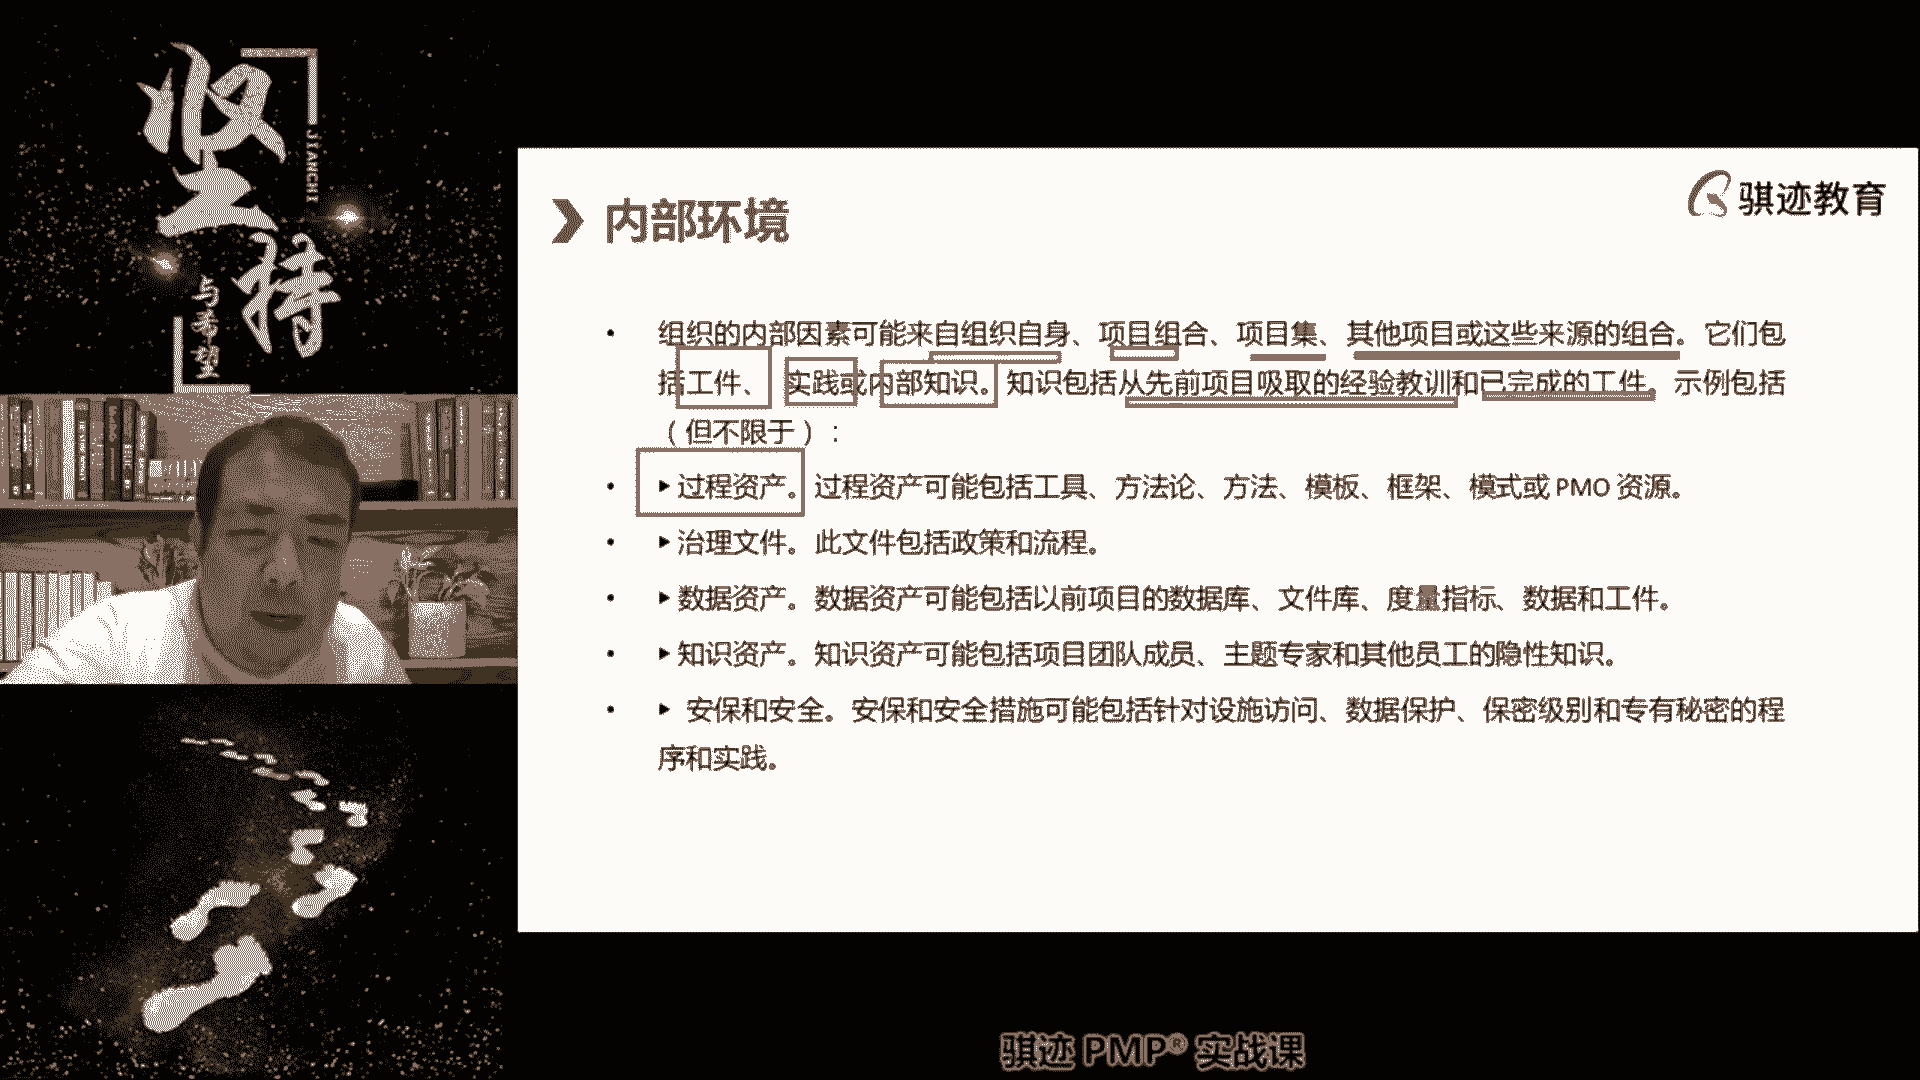 坚持
JIANCHI
与希望
骐迹教育
内部环境
• 组织的内部因素可能来自组织自身、项目组合、项目集、其他项目或这些来源的组合。它们包
括工件、实践或内部知识。知识包括从先前项目吸取的经验教训和已完成的工件。示例包括
（但不限于）：
• ▶过程资产。过程资产可能包括工具、方法论、方法、模板、框架、模式或 PMO 资源。
• ▶治理文件。此文件包括政策和流程。
• ▶数据资产。数据资产可能包括以前项目的数据库、文件库、度量指标、数据和工件。
• ▶知识资产。知识资产可能包括项目团队成员、主题专家和其他员工的隐性知识。
• ▶ 安保和安全。安保和安全措施可能包括针对设施访问、数据保护、保密级别和专有秘密的程
序和实践。
骐迹 PMP® 实战课